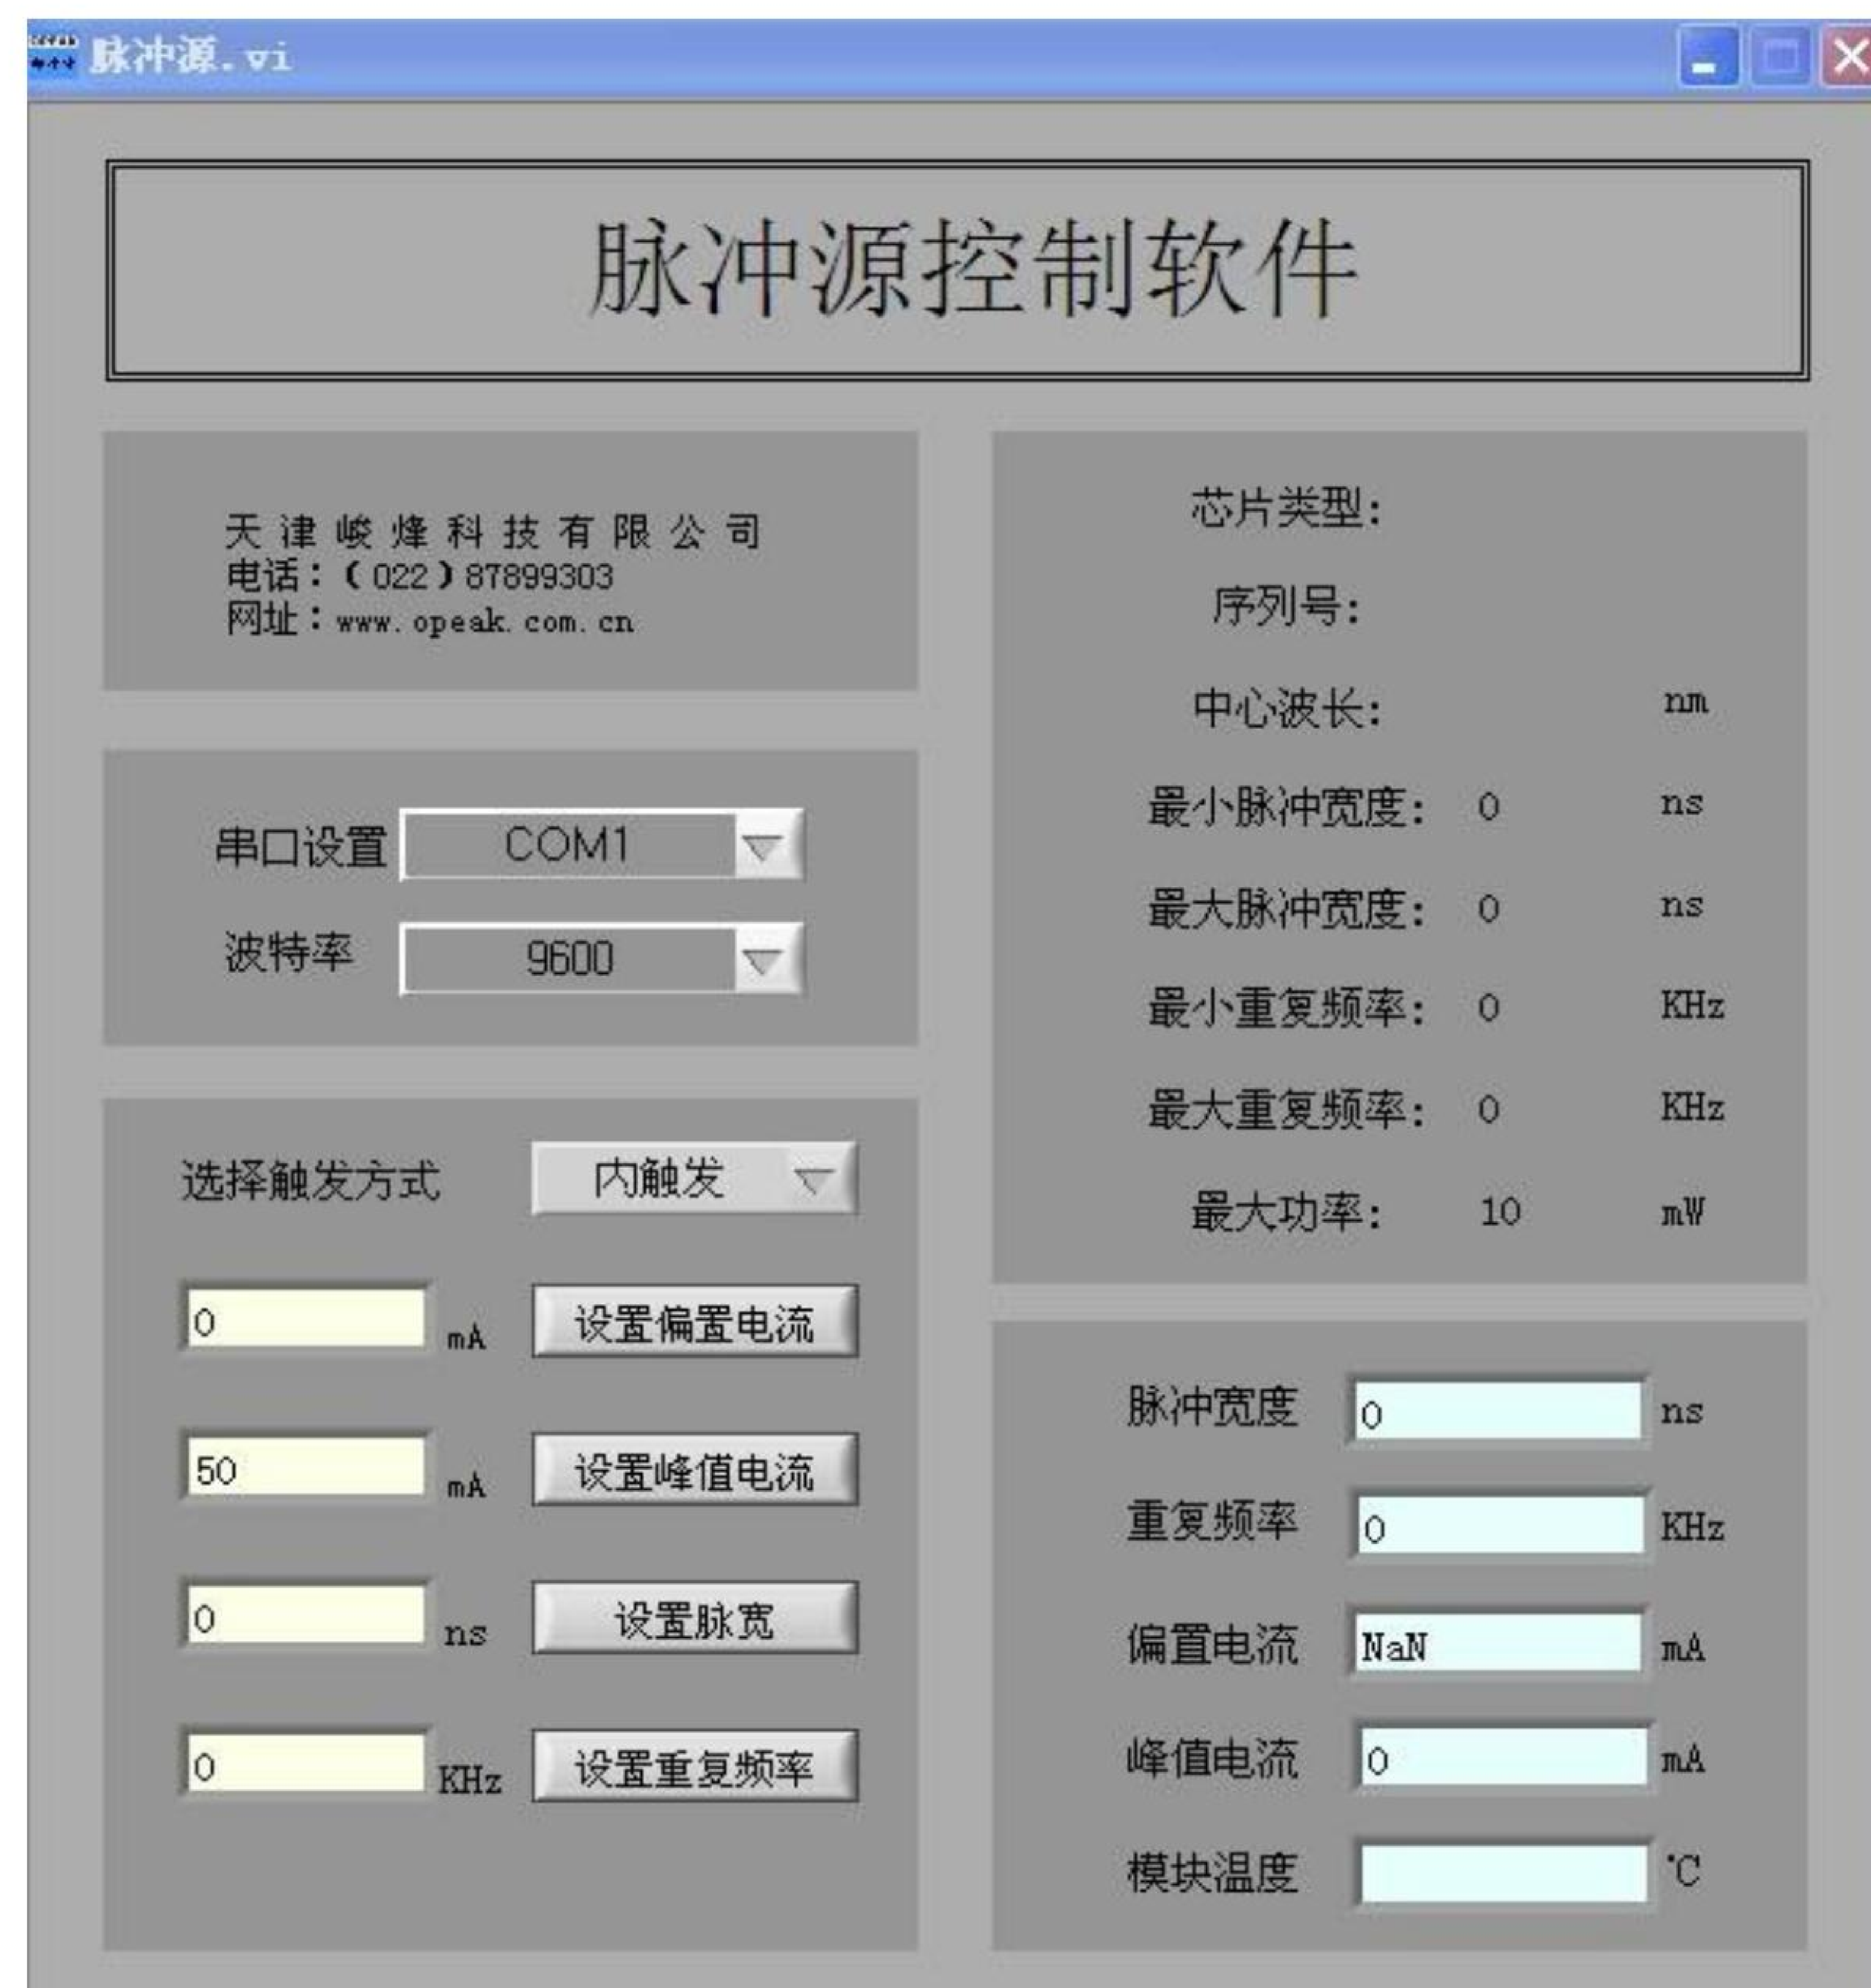 脉冲源.vi
脉冲源控制软件
天津峻烽科技有限公司
电话：(022)87899303
网址：www.opeak.com.cn
串口设置 COM1
波特率 9600
选择触发方式 内触发
0 mA 设置偏置电流
50 mA 设置峰值电流
0 ns 设置脉宽
0 KHz 设置重复频率
芯片类型:
序列号:
中心波长: nm
最小脉冲宽度: 0 ns
最大脉冲宽度: 0 ns
最小重复频率: 0 KHz
最大重复频率: 0 KHz
最大功率: 10 mW
脉冲宽度 0 ns
重复频率 0 KHz
偏置电流 NaN mA
峰值电流 0 mA
模块温度 ℃